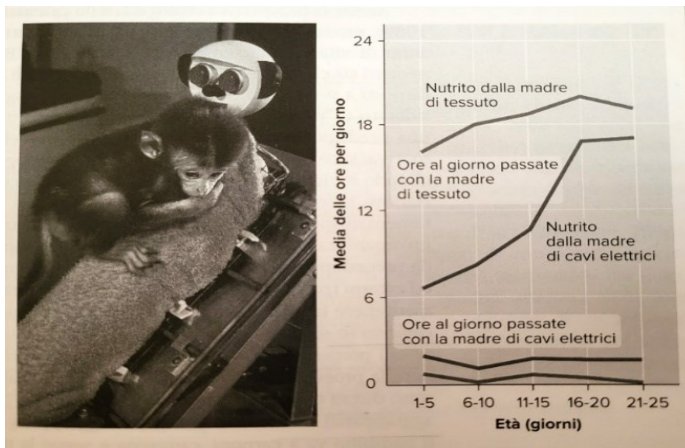 24
18
12
6
0
Media delle ore per giorno
Nutrito dalla madre
di tessuto
Ore al giorno passate
con la madre
di tessuto
Nutrito
dalla madre
di cavi elettrici
Ore al giorno passate
con la madre di cavi elettrici
1-5 6-10 11-15 16-20 21-25
Età (giorni)